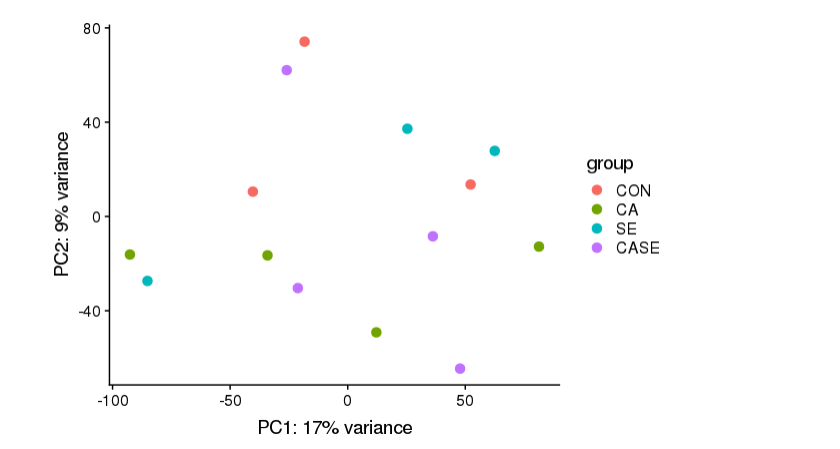 80
40
0
-40
PC2: 9% variance
-100
-50
0
50
PC1: 17% variance
group
CON
CA
SE
CASE